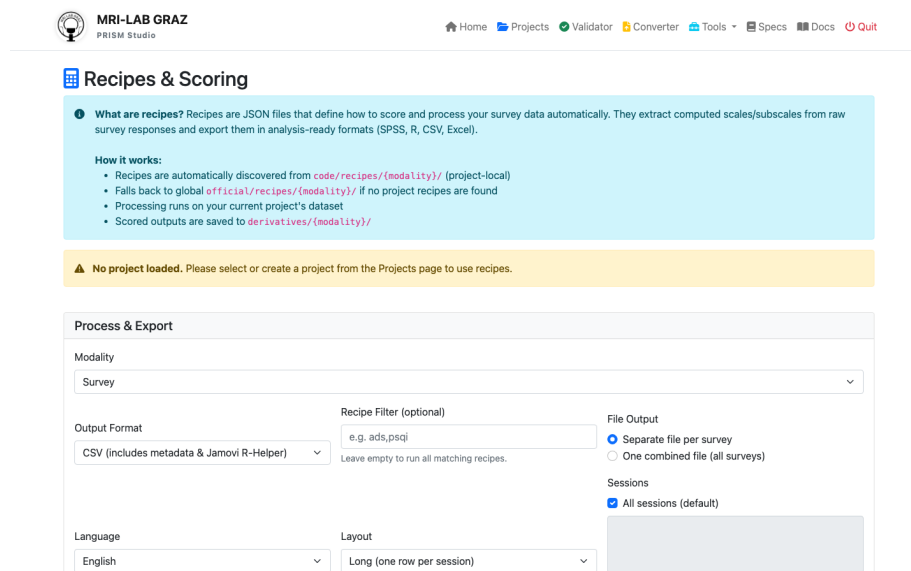 MRI-LAB GRAZ
PRISM Studio
Home Projects Validator Converter Tools Specs Docs Quit
Recipes & Scoring
What are recipes? Recipes are JSON files that define how to score and process your survey data automatically. They extract computed scales/subscales from raw
survey responses and export them in analysis-ready formats (SPSS, R, CSV, Excel).
How it works:
• Recipes are automatically discovered from code/recipes/{modality}/ (project-local)
• Falls back to global official/recipes/{modality}/ if no project recipes are found
• Processing runs on your current project's dataset
• Scored outputs are saved to derivatives/{modality}/
No project loaded. Please select or create a project from the Projects page to use recipes.
Process & Export
Modality
Survey
Output Format
CSV (includes metadata & Jamovi R-Helper)
Recipe Filter (optional)
e.g. ads,psqi
Leave empty to run all matching recipes.
File Output
Separate file per survey
One combined file (all surveys)
Sessions
All sessions (default)
Language
English
Layout
Long (one row per session)